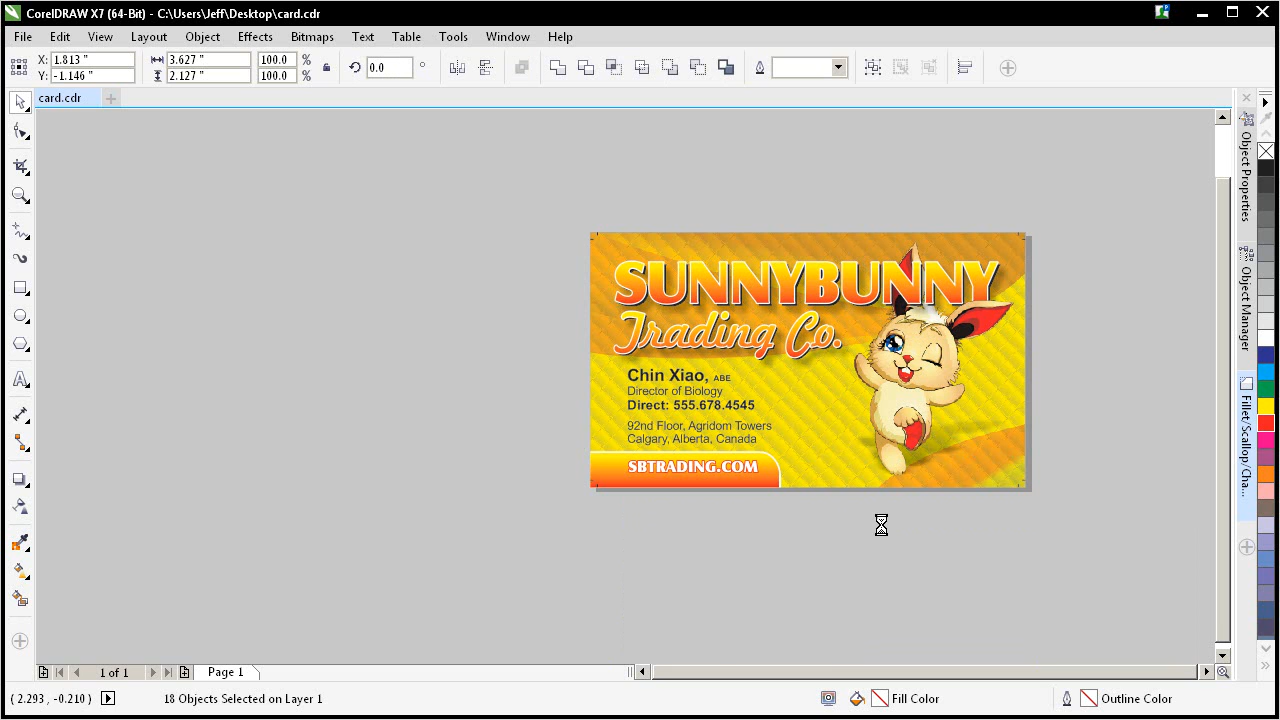 CorelDRAW X7 (64-Bit) - C:\Users\Jeff\Desktop\card.cdr
File Edit View Layout Object Effects Bitmaps Text Table Tools Window Help
X: 1.813 " 3.627 " 100.0 % 0.0 °
Y: -1.146 " 2.127 " 100.0 %
card.cdr
SUNNYBUNNY
Trading Co.
Chin Xiao, ABE
Director of Biology
Direct: 555.678.4545
92nd Floor, Agridom Towers
Calgary, Alberta, Canada
SBTRADING.COM
Object Properties
Object Manager
Fillet/Scallop/Cha...
1 of 1 Page 1
( 2.293 , -0.210 ) 18 Objects Selected on Layer 1 Fill Color Outline Color